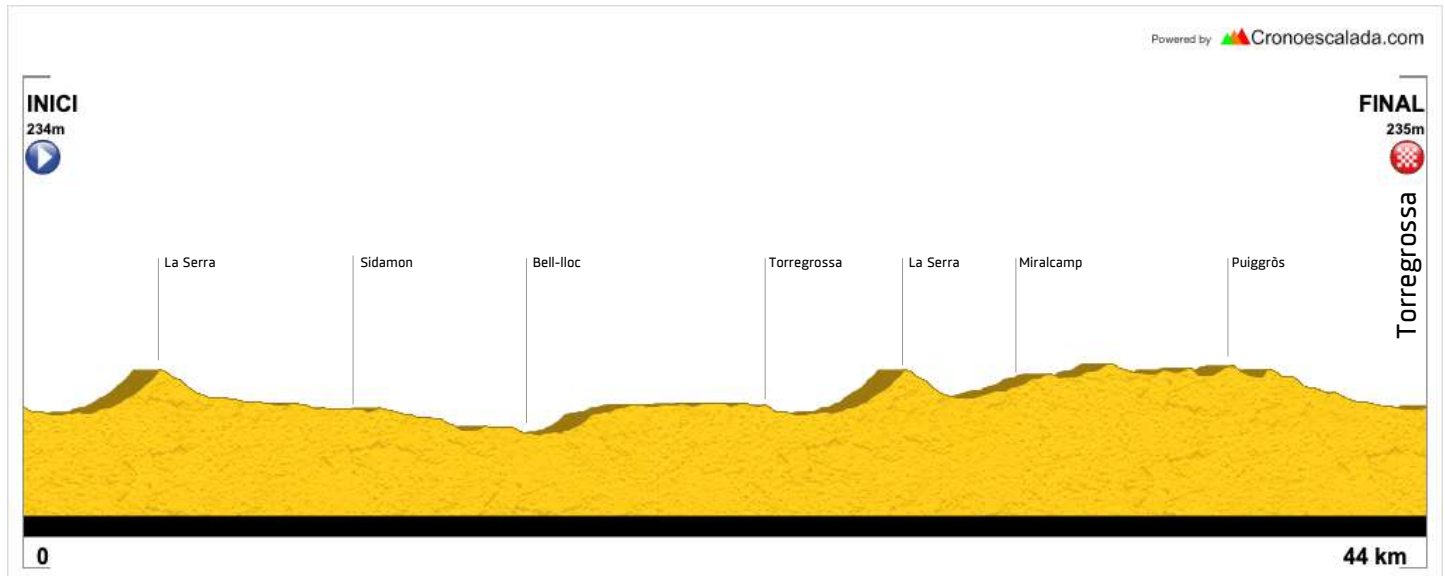 Powered by Cronoescalada.com
INICI
234m
FINAL
235m
Torregrossa
La Serra
Sidamon
Bell-lloc
Torregrossa
La Serra
Miralcamp
Puiggròs
0
44 km